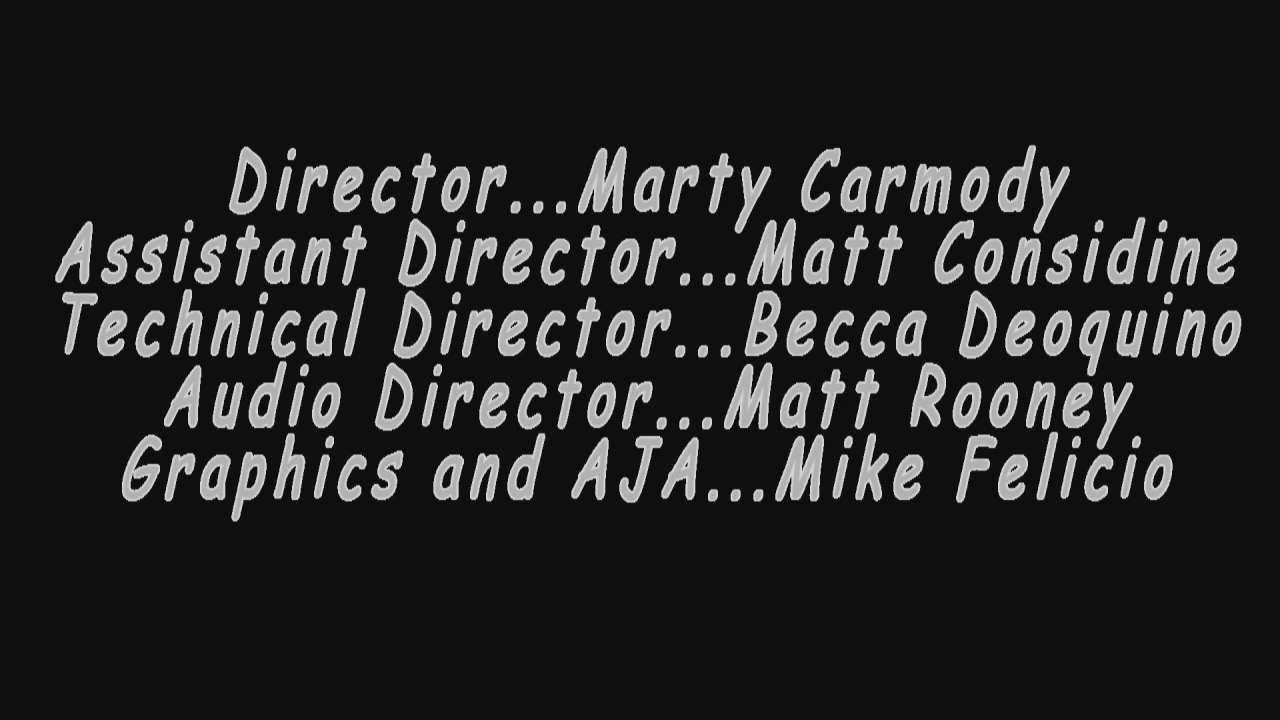 Director...Marty Carmody
Assistant Director...Matt Considine
Technical Director...Becca Deoquino
Audio Director...Matt Rooney
Graphics and AJA...Mike Felicio